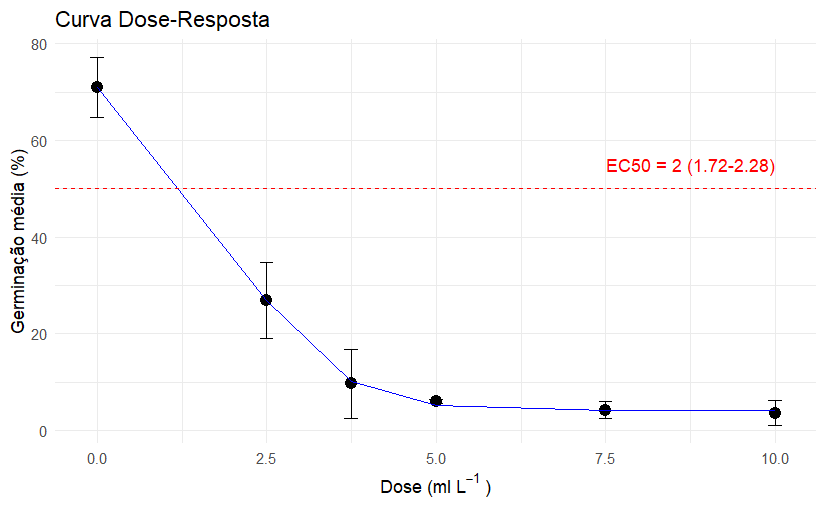 Curva Dose-Resposta
80
60
40
20
0
Germinação média (%)
EC50 = 2 (1.72-2.28)
0.0 2.5 5.0 7.5 10.0
Dose (ml L⁻¹ )